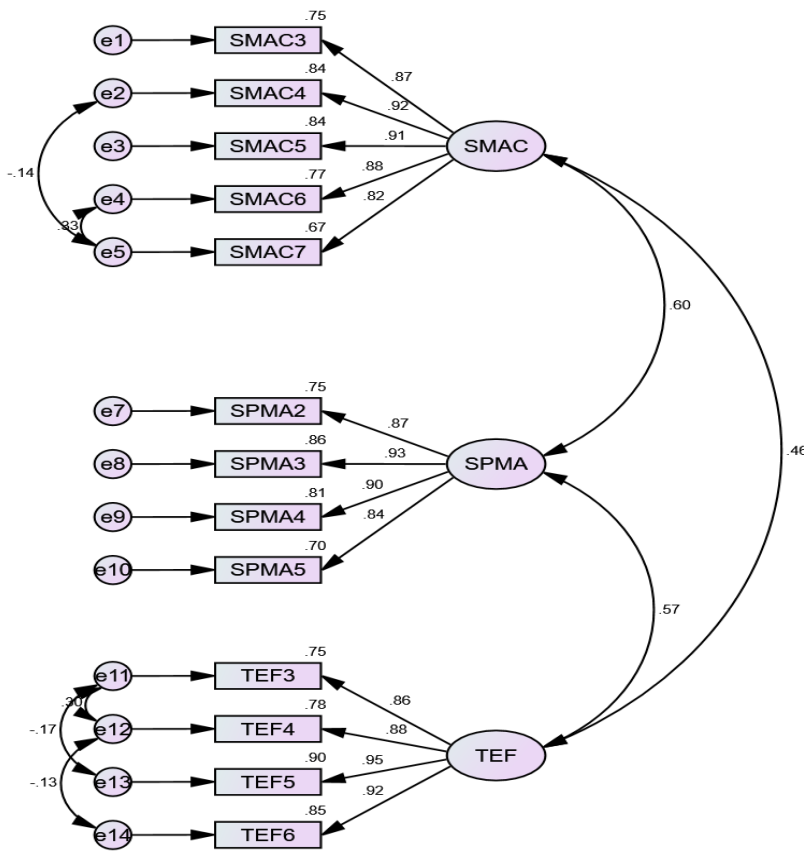 .75
e1 SMAC3
.87
.84
e2 SMAC4
.92
.84
e3 SMAC5 .91 SMAC
.88
.77
-.14
e4 SMAC6
.82
.33
.67
e5 SMAC7
.60
.75
e7 SPMA2
.87
.86
.93
e8 SPMA3 SPMA
.46
.90
.81
e9 SPMA4
.84
.70
e10 SPMA5
.57
.75
e11 TEF3
.86
.30
.78
-.17
e12 TEF4
.88
TEF
.90
.95
-.13
e13 TEF5
.92
.85
e14 TEF6